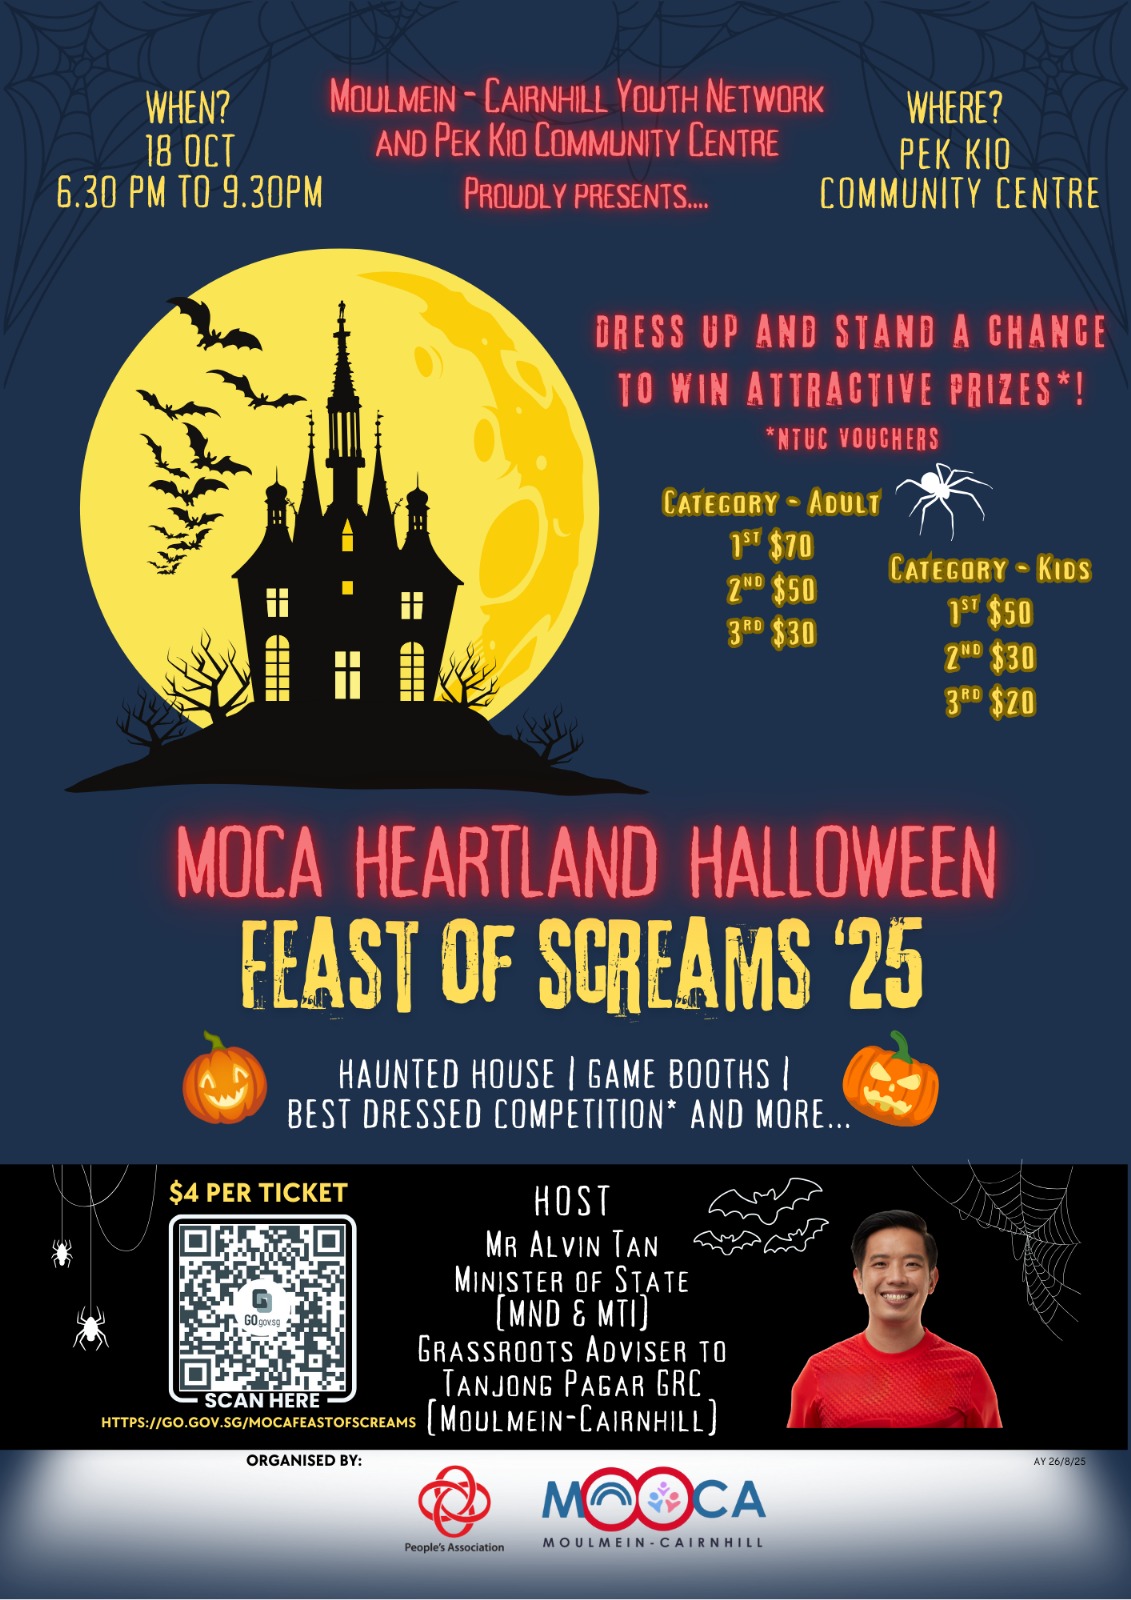 WHEN?
18 OCT
6.30 PM TO 9.30PM
MOULMEIN - CAIRNHILL YOUTH NETWORK
AND PEK KIO COMMUNITY CENTRE
PROUDLY PRESENTS....
WHERE?
PEK KIO
COMMUNITY CENTRE
DRESS UP AND STAND A CHANCE
TO WIN ATTRACTIVE PRIZES*!
*NTUC VOUCHERS
CATEGORY - ADULT
1ST $70
2ND $50
3RD $30
CATEGORY - KIDS
1ST $50
2ND $30
3RD $20
MOCA HEARTLAND HALLOWEEN
FEAST OF SCREAMS '25
HAUNTED HOUSE | GAME BOOTHS |
BEST DRESSED COMPETITION* AND MORE...
$4 PER TICKET
GOgov.sg
SCAN HERE
HTTPS://GO.GOV.SG/MOCAFEASTOFSCREAMS
HOST
MR ALVIN TAN
MINISTER OF STATE
(MND & MTI)
GRASSROOTS ADVISER TO
TANJONG PAGAR GRC
(MOULMEIN-CAIRNHILL)
ORGANISED BY:
AY 26/8/25
People's Association
MOOCA
MOULMEIN-CAIRNHILL